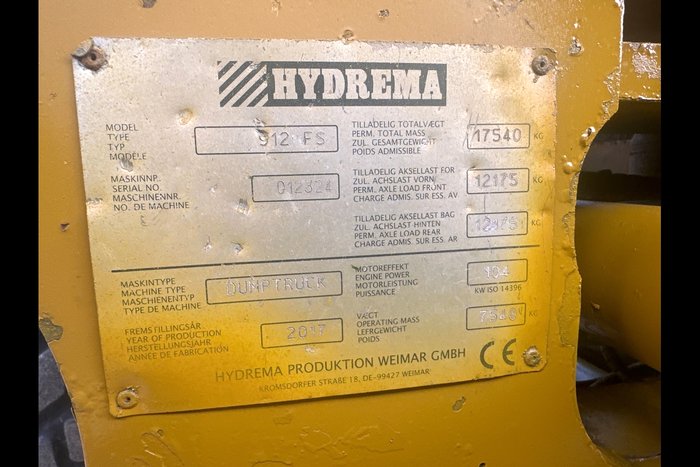 HYDREMA
MODEL
TYPE
TYP
MODÈLE
912 FS
MASKINNR.
SERIAL NO.
MASCHINENNR.
NO. DE MACHINE
012324
TILLADELIG TOTALVÆGT
PERM. TOTAL MASS
ZUL. GESAMTGEWICHT
POIDS ADMISSIBLE
17540 KG
TILLADELIG AKSELLAST FOR
ZUL. ACHSLAST VORN
PERM. AXLE LOAD FRONT
CHARGE ADMIS. SUR ESS. AV
12175 KG
TILLADELIG AKSELLAST BAG
ZUL. ACHSLAST HINTEN
PERM. AXLE LOAD REAR
CHARGE ADMIS. SUR ESS. AR
12175 KG
MASKINTYPE
MACHINE TYPE
MASCHIENENTYP
TYPE DE MACHINE
DUMPTRUCK
FREMSTILLINGSÅR
YEAR OF PRODUCTION
HERSTELLUNGSJAHR
ANNÉE DE FABRICATION
MOTOREFFEKT
ENGINE POWER
MOTORLEISTUNG
PUISSANCE
104
KW ISO 14396
VÆGT
OPERATING MASS
LEFRGEWICHT
POIDS
KG
HYDREMA PRODUKTION WEIMAR GMBH
KROMSDORFER STRAßE 18, DE-99427 WEIMAR
CE